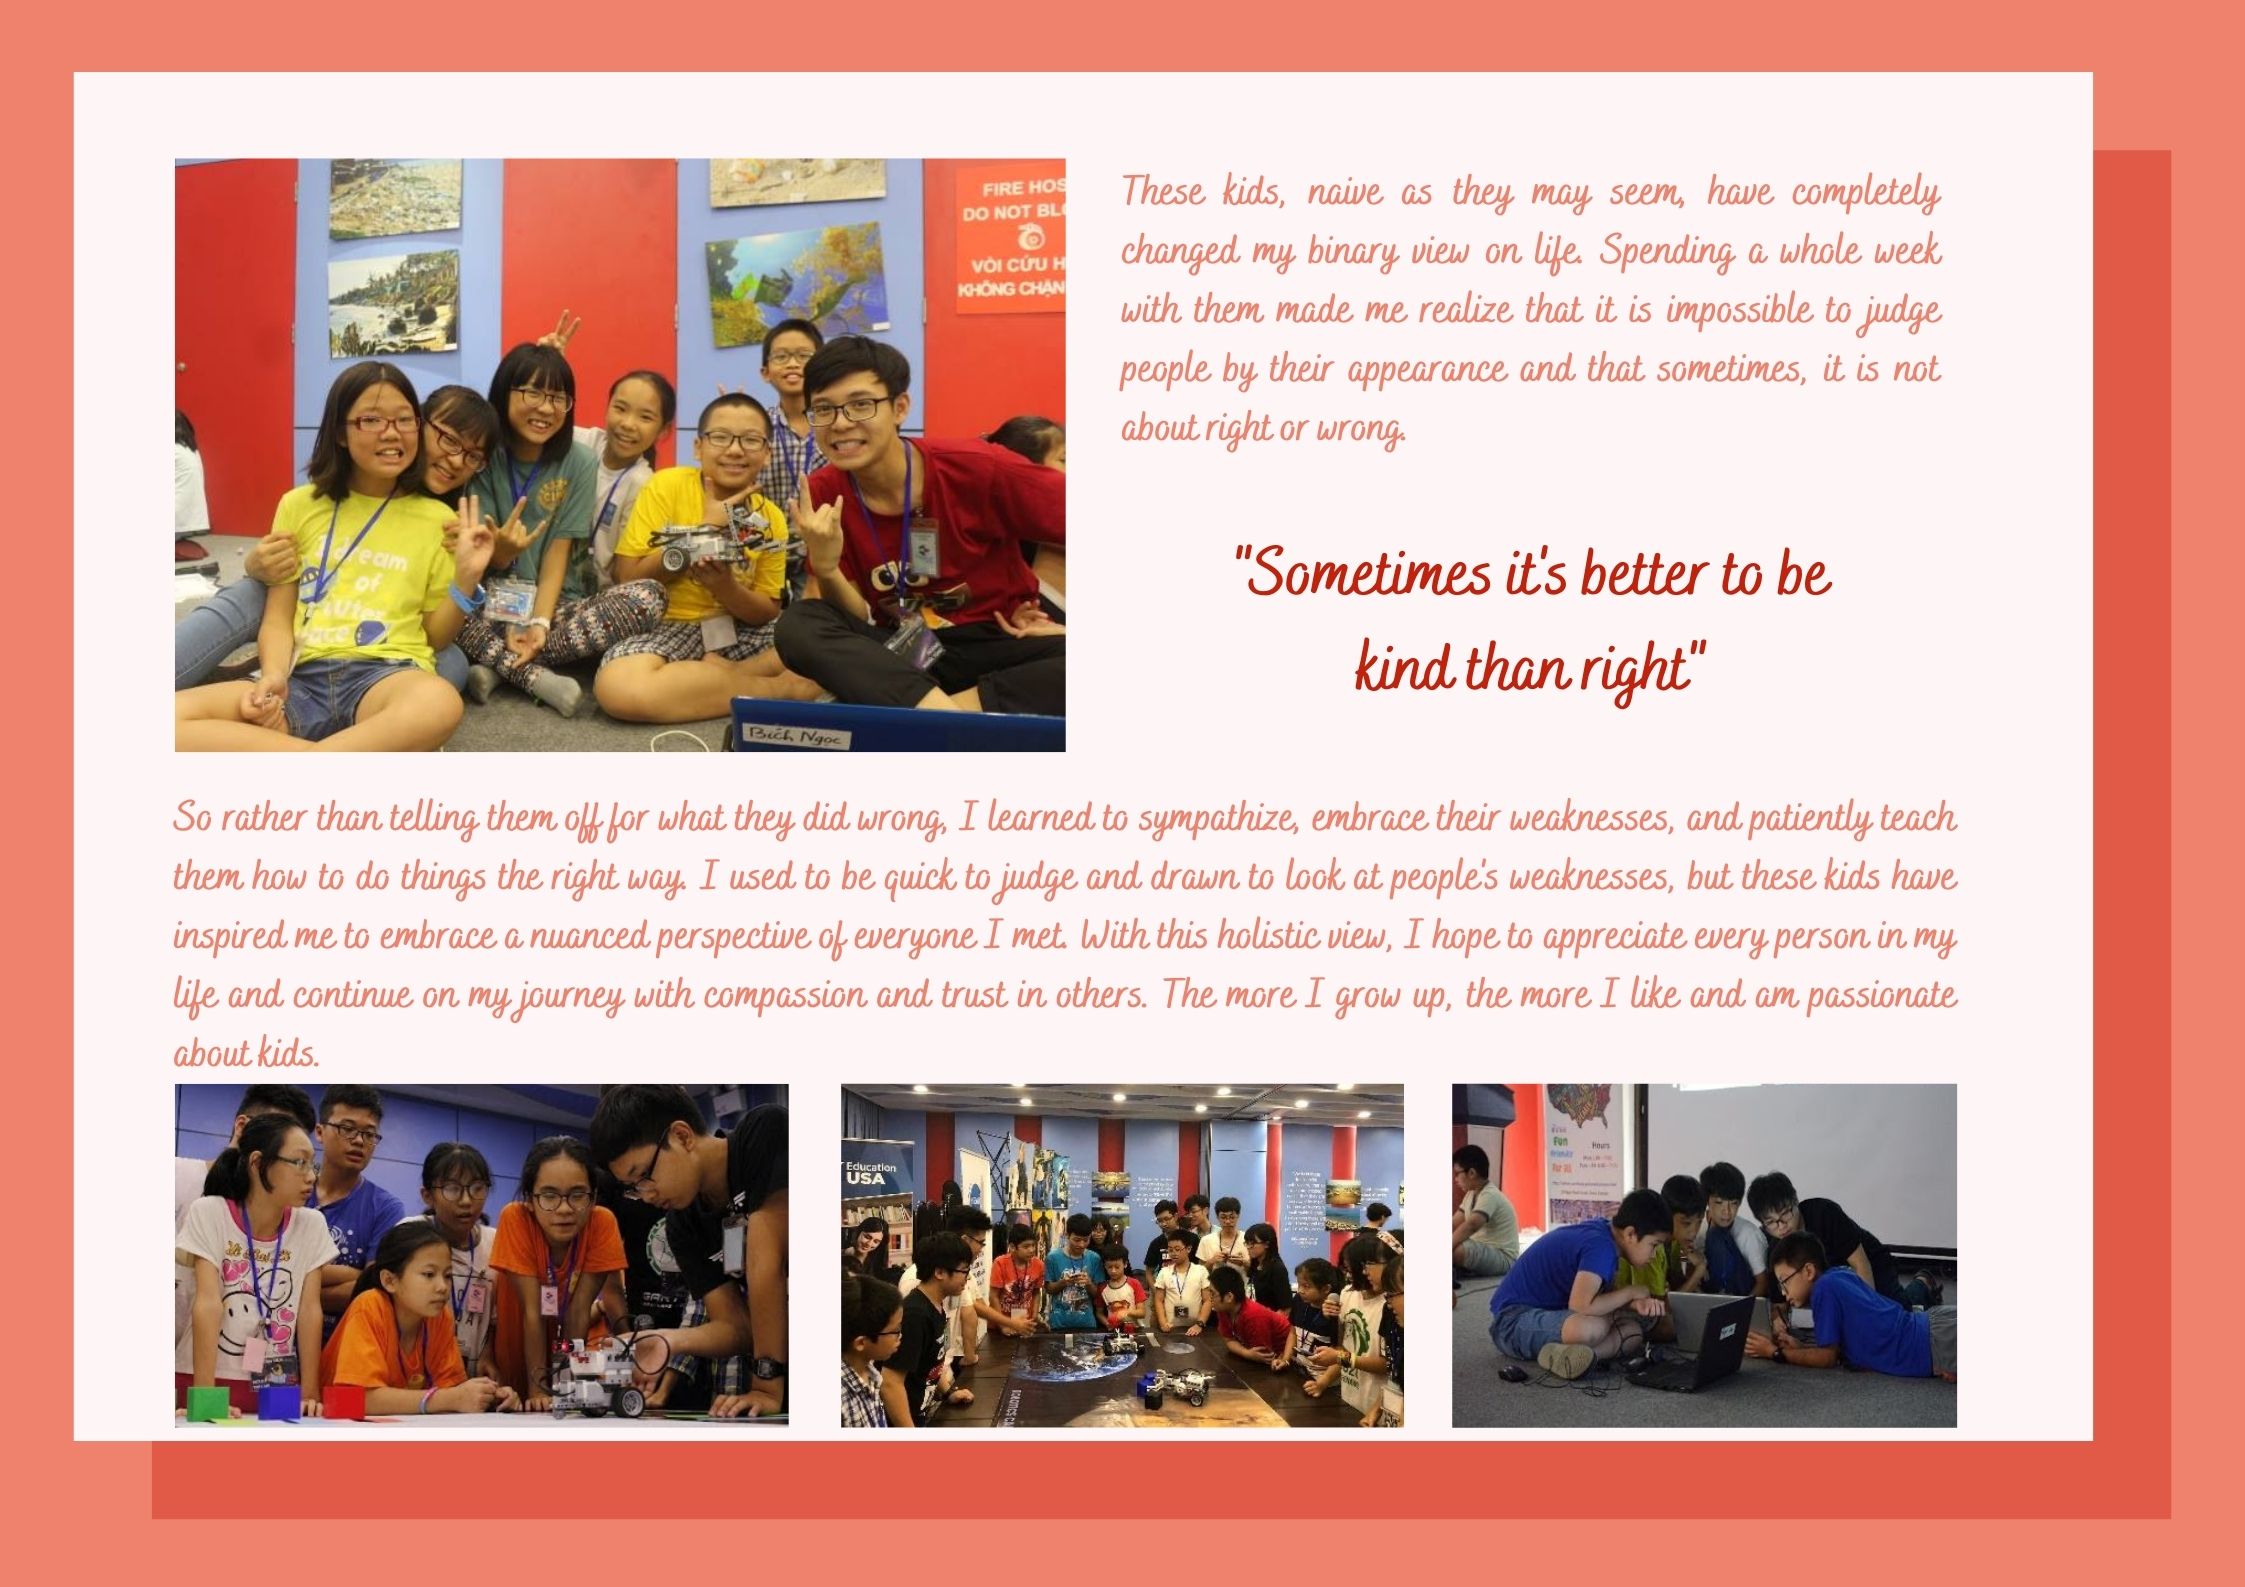 FIRE HOS
DO NOT BLO
VÒI CỨU H
KHÔNG CHẶN
I dream
of
Bích Ngọc
These kids, naive as they may seem, have completely
changed my binary view on life. Spending a whole week
with them made me realize that it is impossible to judge
people by their appearance and that sometimes, it is not
about right or wrong.
"Sometimes it's better to be
kind than right"
So rather than telling them off for what they did wrong, I learned to sympathize, embrace their weaknesses, and patiently teach
them how to do things the right way. I used to be quick to judge and drawn to look at people's weaknesses, but these kids have
inspired me to embrace a nuanced perspective of everyone I met. With this holistic view, I hope to appreciate every person in my
life and continue on my journey with compassion and trust in others. The more I grow up, the more I like and am passionate
about kids.
Education
USA
Fun
Hours